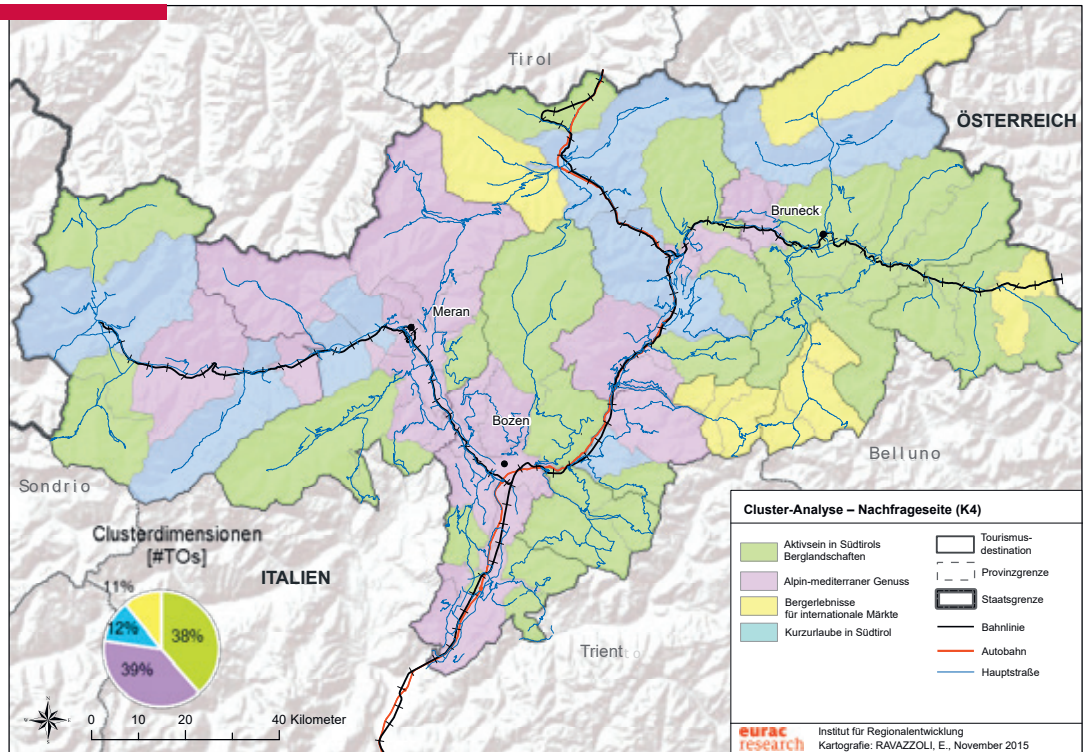 Tirol
ÖSTERREICH
Bruneck
Meran
Bozen
Belluno
Sondrio
Clusterdimensionen
[#TOs]
ITALIEN
11%
12%
38%
39%
Trient
0 10 20 40 Kilometer
Cluster-Analyse – Nachfrageseite (K4)
Aktivsein in Südtirols
Berglandschaften
Alpin-mediterraner Genuss
Bergerlebnisse
für internationale Märkte
Kurzurlaube in Südtirol
Tourismus-
destination
Provinzgrenze
Staatsgrenze
Bahnlinie
Autobahn
Hauptstraße
eurac
research
Institut für Regionalentwicklung
Kartografie: RAVAZZOLI, E., November 2015